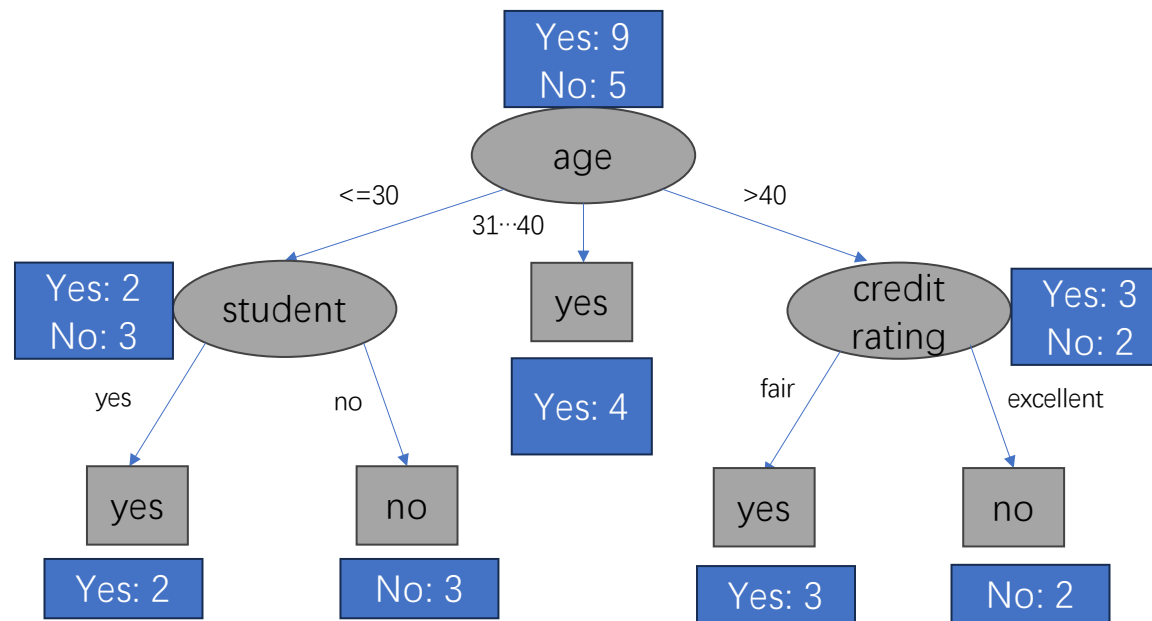 Yes: 9
No: 5
age
<=30
31···40
>40
Yes: 2
No: 3
student
yes
Yes: 4
credit
rating
Yes: 3
No: 2
yes
no
fair
excellent
yes
no
yes
no
Yes: 2
No: 3
Yes: 3
No: 2